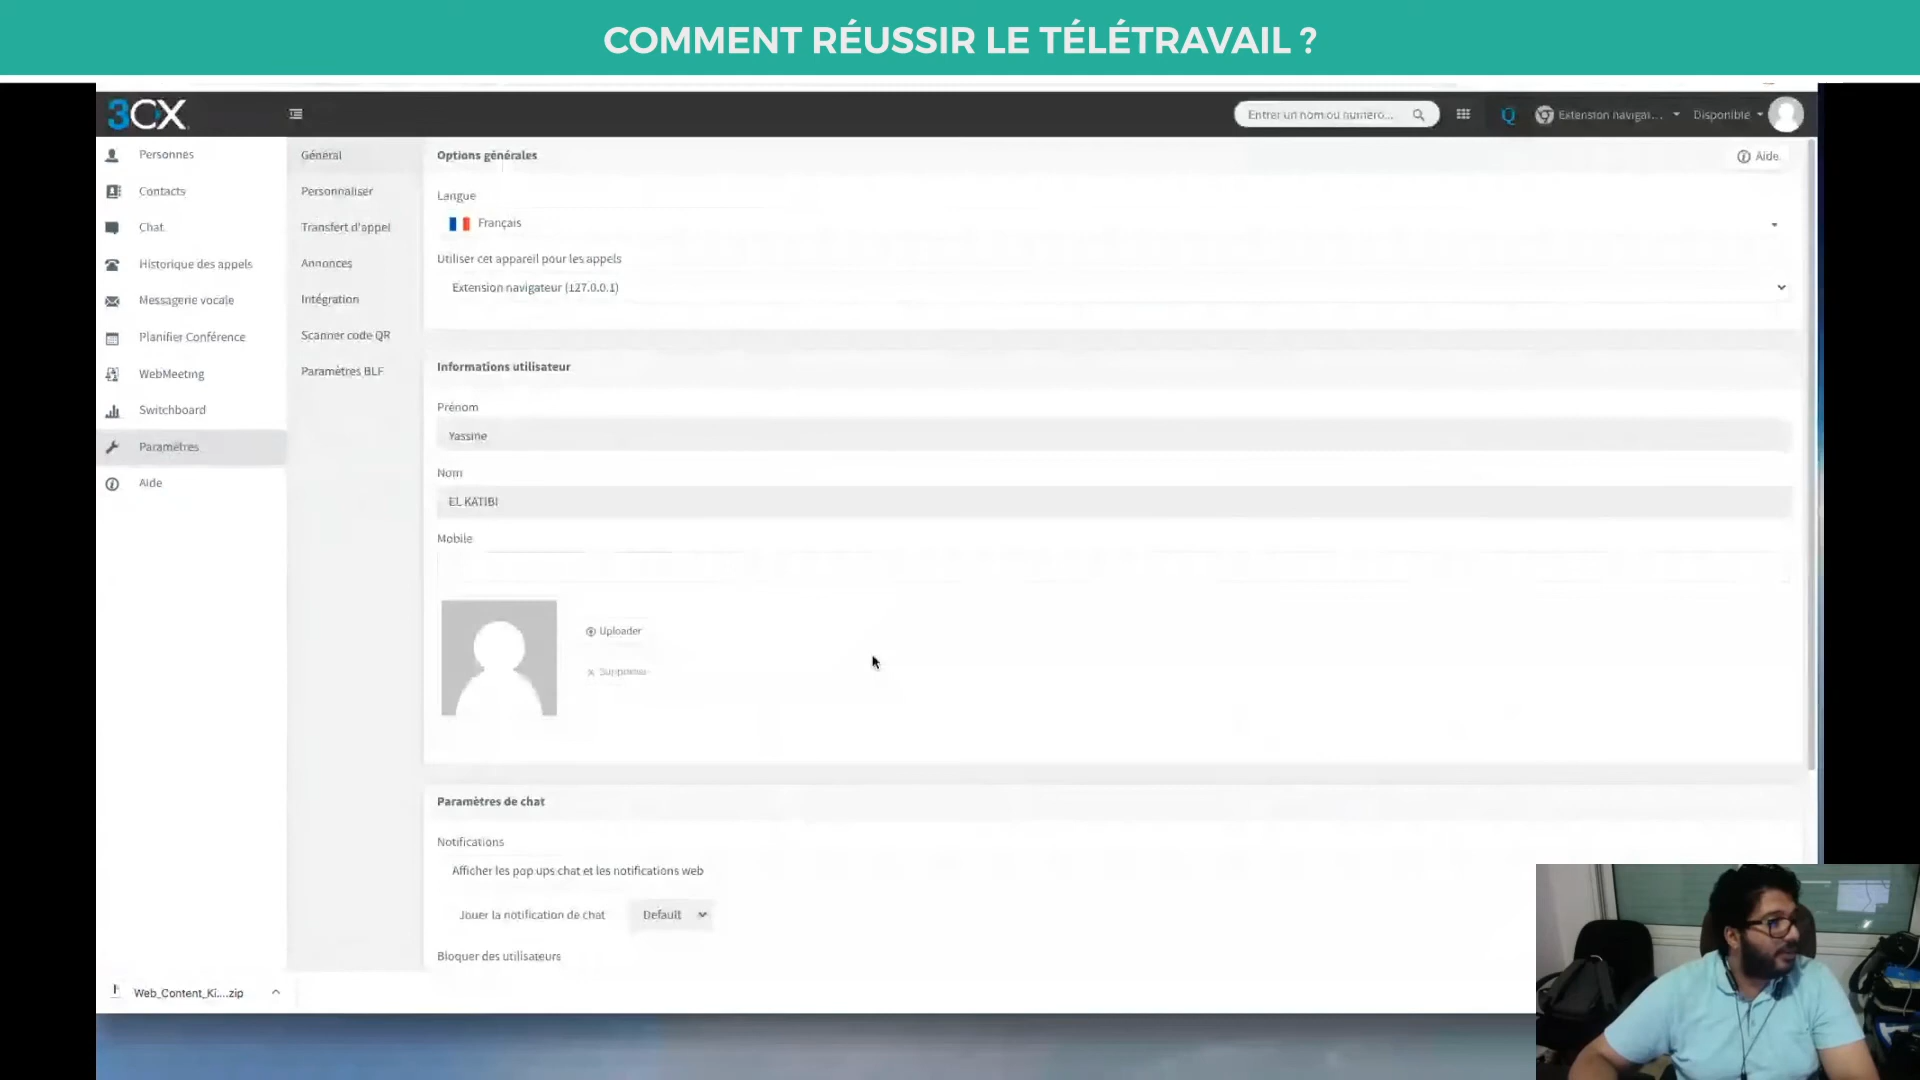 COMMENT RÉUSSIR LE TÉLÉTRAVAIL ?
3CX
Entrer un nom ou numéro...
Extension navigat...
Disponible
Personnes
Contacts
Chat
Historique des appels
Messagerie vocale
Planifier Conférence
WebMeeting
Switchboard
Paramètres
Aide
Général
Personnaliser
Transfert d'appel
Annonces
Intégration
Scanner code QR
Paramètres BLF
Options générales
Aide
Langue
Français
Utiliser cet appareil pour les appels
Extension navigateur (127.0.0.1)
Informations utilisateur
Prénom
Yassine
Nom
EL KATIBI
Mobile
Uploader
Supprimer
Paramètres de chat
Notifications
Afficher les pop ups chat et les notifications web
Jouer la notification de chat
Default
Bloquer des utilisateurs
Web_Content_Ki....zip